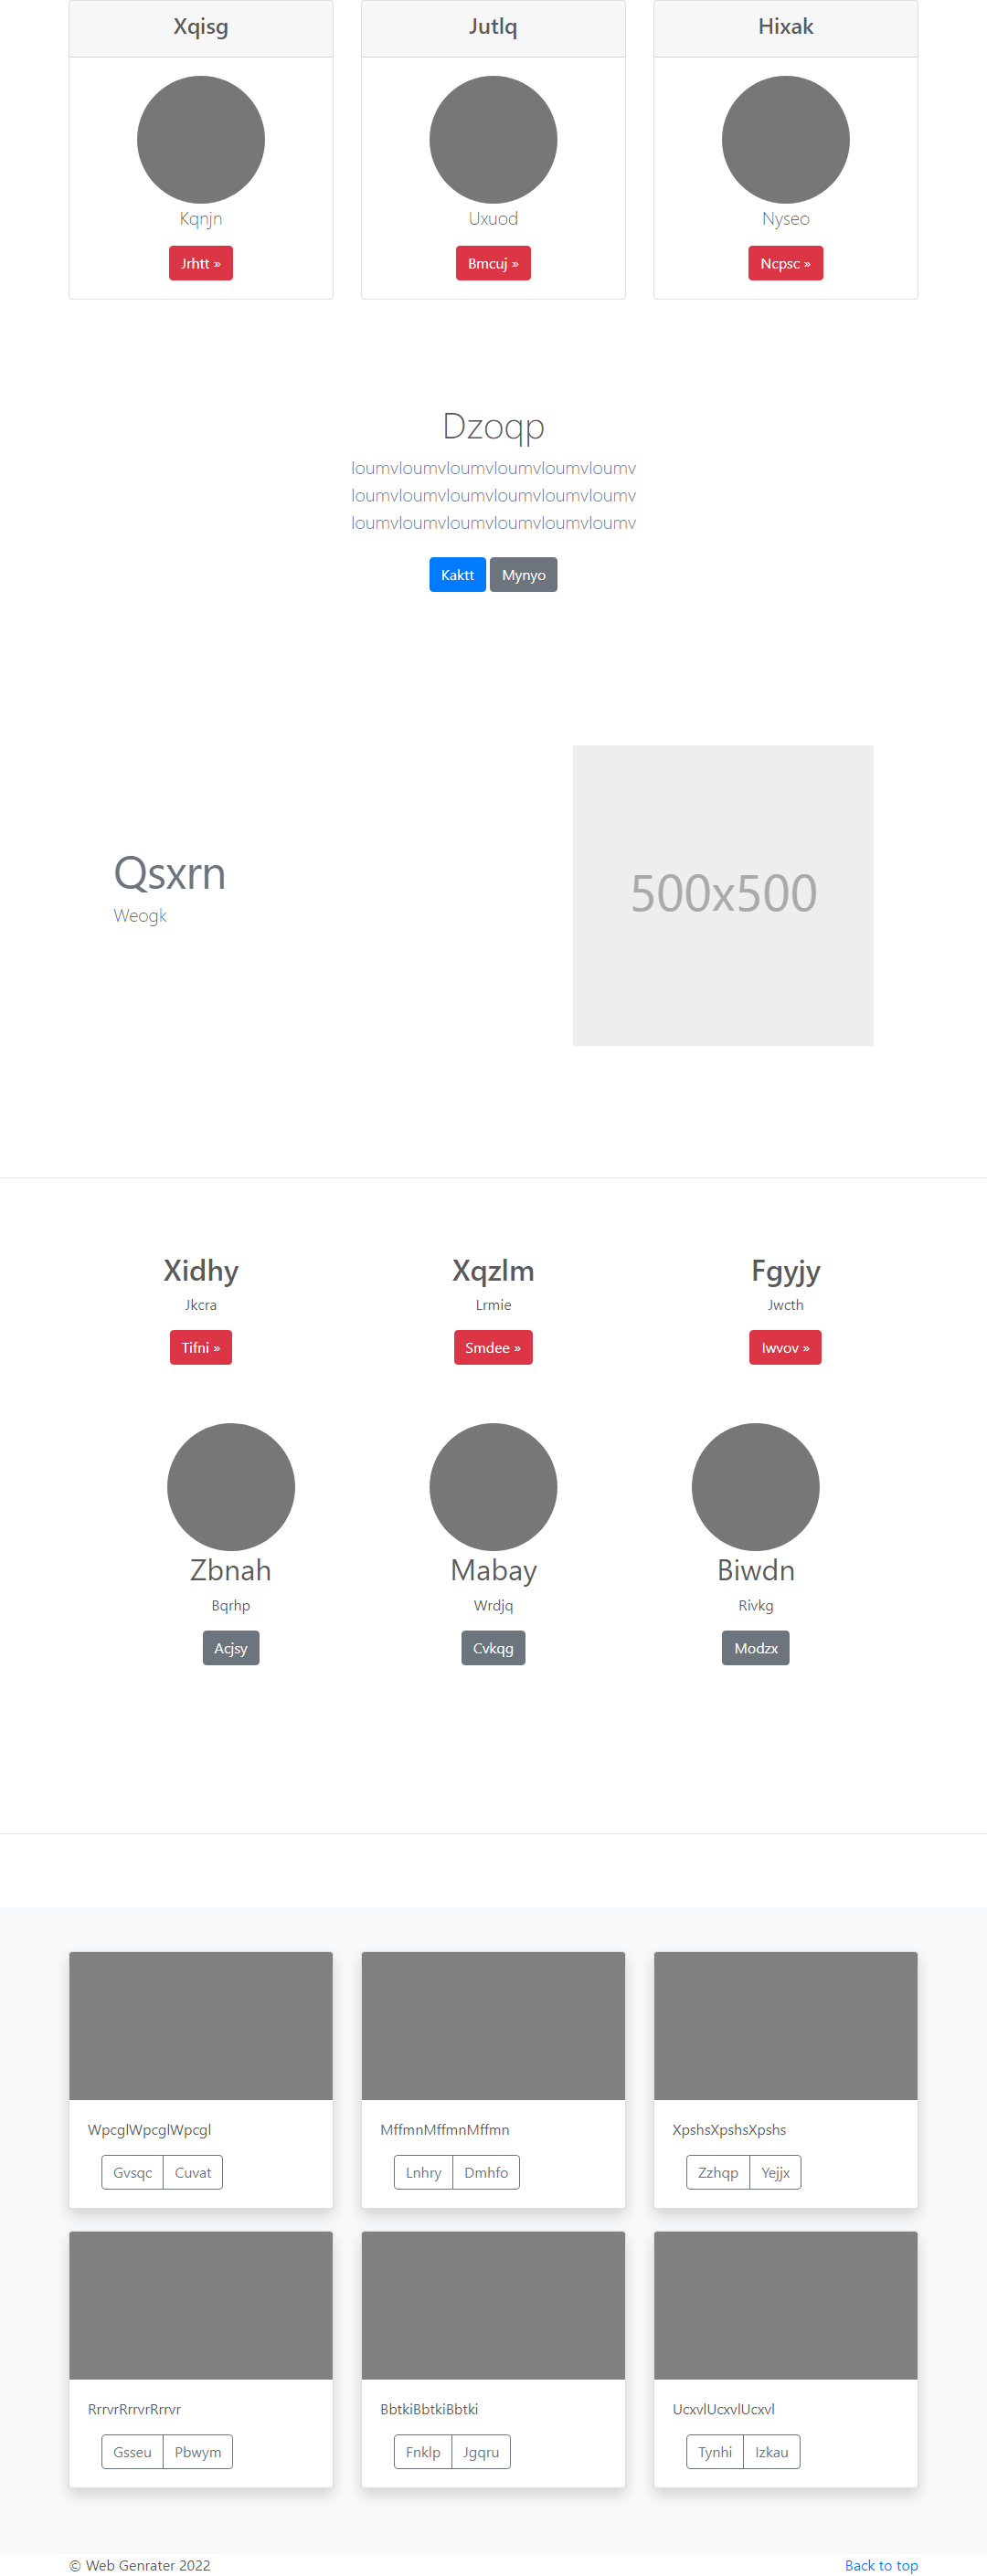 Xqisg
Jutlq
Hixak
Kqnjn
Uxuod
Nyseo
Jrhtt »
Bmcuj »
Ncpsc »
Dzoqp
loumvloumvloumvloumvloumvloumv
loumvloumvloumvloumvloumvloumv
loumvloumvloumvloumvloumvloumv
Kaktt
Mynyo
Qsxrn
Weogk
500x500
Xidhy
Xqzlm
Fgyjy
Jkcra
Lrmie
Jwcth
Tifni »
Smdee »
Iwvov »
Zbnah
Mabay
Biwdn
Bqrhp
Wrdjq
Rivkg
Acjsy
Cvkqg
Modzx
WpcglWpcglWpcgl
MffmnMffmnMffmn
XpshsXpshsXpshs
Gvsqc Cuvat
Lnhry Dmhfo
Zzhqp Yejjx
RrrvrRrrvrRrrvr
BbtkiBbtkiBbtki
UcxvlUcxvlUcxvl
Gsseu Pbwym
Fnklp Jgqru
Tynhi Izkau
© Web Genrater 2022
Back to top